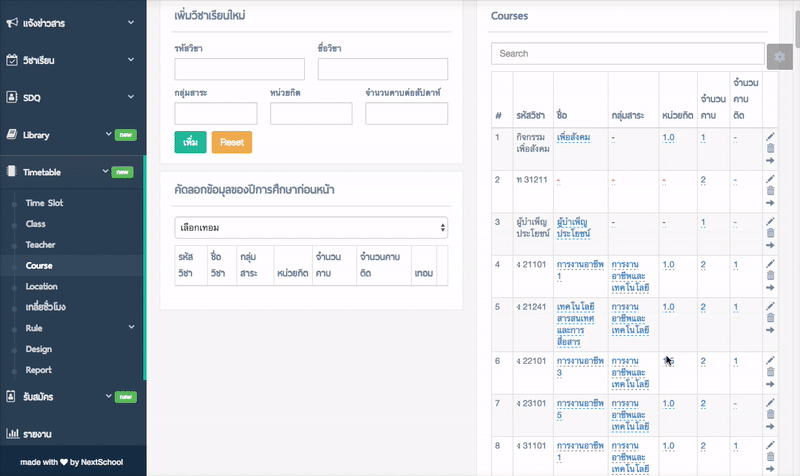 แจ้งข่าวสาร
วิชาเรียน
SDQ
Library new
Timetable new
Time Slot
Class
Teacher
Course
Location
เกลี่ยชั่วโมง
Rule
Design
Report
รับสมัคร new
รายงาน
made with ❤ by NextSchool
เพิ่มวิชาเรียนใหม่
รหัสวิชา ชื่อวิชา
กลุ่มสาระ หน่วยกิต จำนวนคาบต่อสัปดาห์
เพิ่ม Reset
คัดลอกข้อมูลของปีการศึกษาก่อนหน้า
เลือกเทอม
รหัส ชื่อ กลุ่ม จำนวน จำนวนคาบ
วิชา วิชา สาระ หน่วยกิต คาบ ติด เทอม
Courses
Search
จำนวน
จำนวน คาบ
# รหัสวิชา ชื่อ กลุ่มสาระ หน่วยกิต คาบ ติด
1 กิจกรรม เพื่อสังคม - 1.0 1 -
เพื่อสังคม
2 ท 31211 - - - 2 -
3 ผู้บำเพ็ญ ผู้บำเพ็ญ - - 1 -
ประโยชน์ ประโยชน์
4 ง 21101 การงานอาชีพ การงาน 1.0 2 1
1 อาชีพและ
เทคโนโลยี
5 ง 21241 เทคโนโลยี การงาน 1.0 2 1
สารสนเทศ อาชีพและ
และการ เทคโนโลยี
สื่อสาร
6 ง 22101 การงานอาชีพ การงาน 2 1
3 อาชีพและ
เทคโนโลยี
7 ง 23101 การงานอาชีพ การงาน 1.0 2 -
5 อาชีพและ
เทคโนโลยี
8 ง 31101 การงานอาชีพ การงาน 1.0 2 1
1 อาชีพและ
เทคโนโลยี